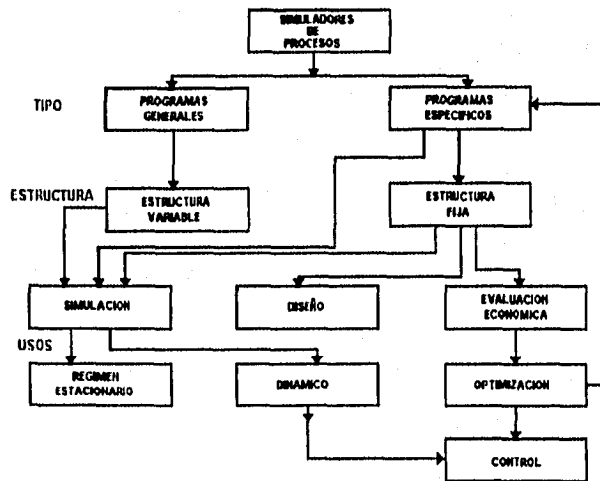 SIMULADORES
DE
PROCESOS
TIPO
PROGRAMAS
GENERALES
PROGRAMAS
ESPECIFICOS
ESTRUCTURA
ESTRUCTURA
VARIABLE
ESTRUCTURA
FIJA
SIMULACION
DISEÑO
EVALUACION
ECONOMICA
USOS
REGIMEN
ESTACIONARIO
DINAMICO
OPTIMIZACION
CONTROL